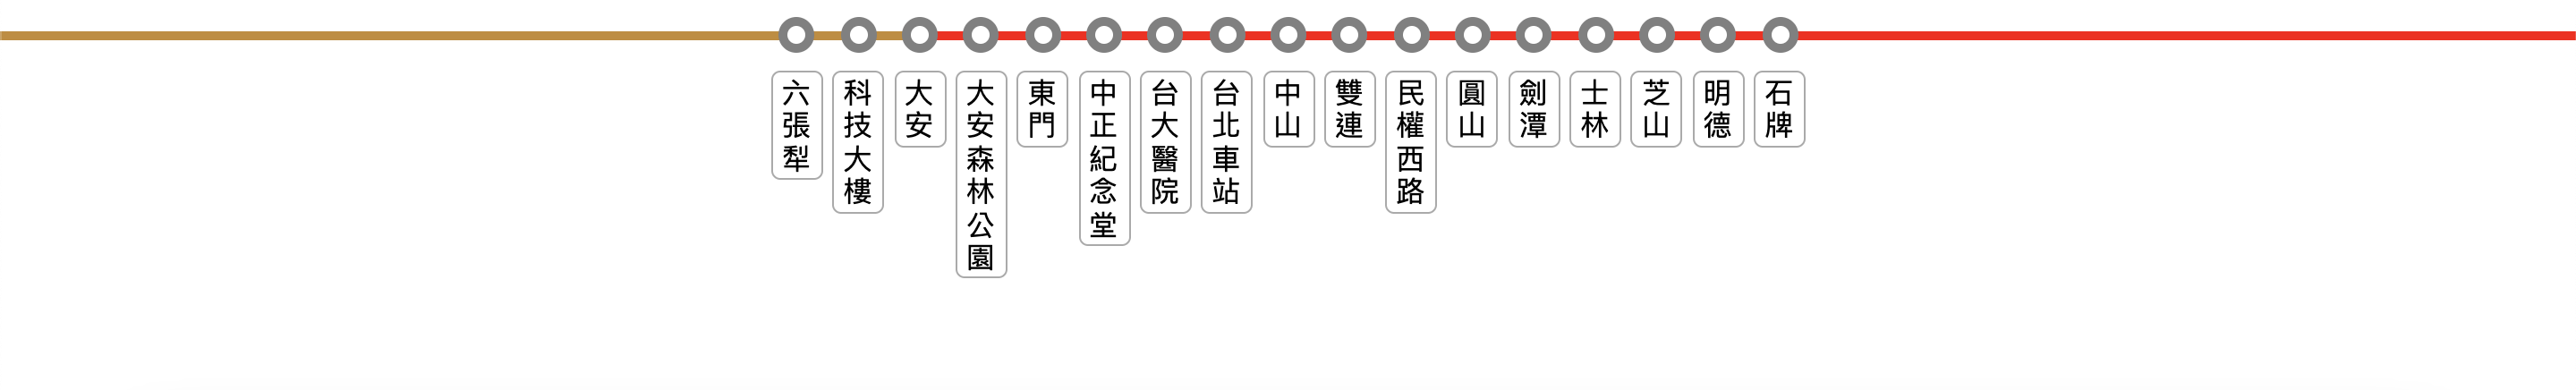 六張犁
科技大樓
大安
大安森林公園
東門
中正紀念堂
台大醫院
台北車站
中山
雙連
民權西路
圓山
劍潭
士林
芝山
明德
石牌